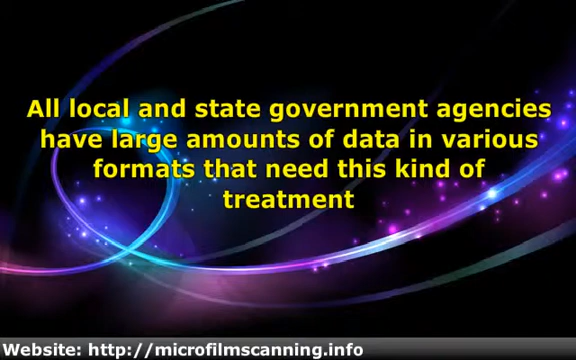 All local and state government agencies
have large amounts of data in various
formats that need this kind of
treatment
Website: http://microfilmscanning.info